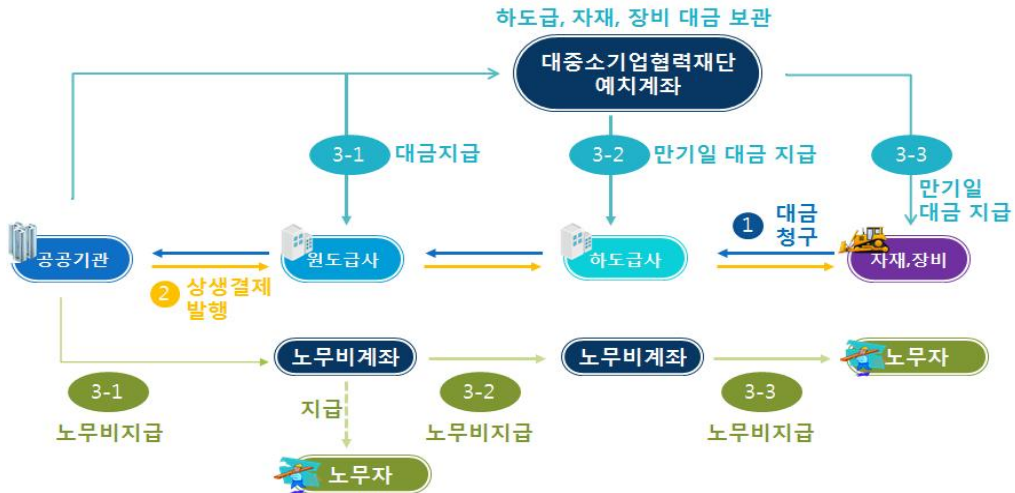 하도급, 자재, 장비 대금 보관
대중소기업협력재단
예치계좌
3-1
대금지급
3-2
만기일 대금 지급
3-3
만기일
대금 지급
1
대금
청구
공공기관
원도급사
하도급사
자재,장비
2
상생결제
발행
노무비계좌
노무비계좌
노무자
3-1
노무비지급
지급
3-2
노무비지급
3-3
노무비지급
노무자